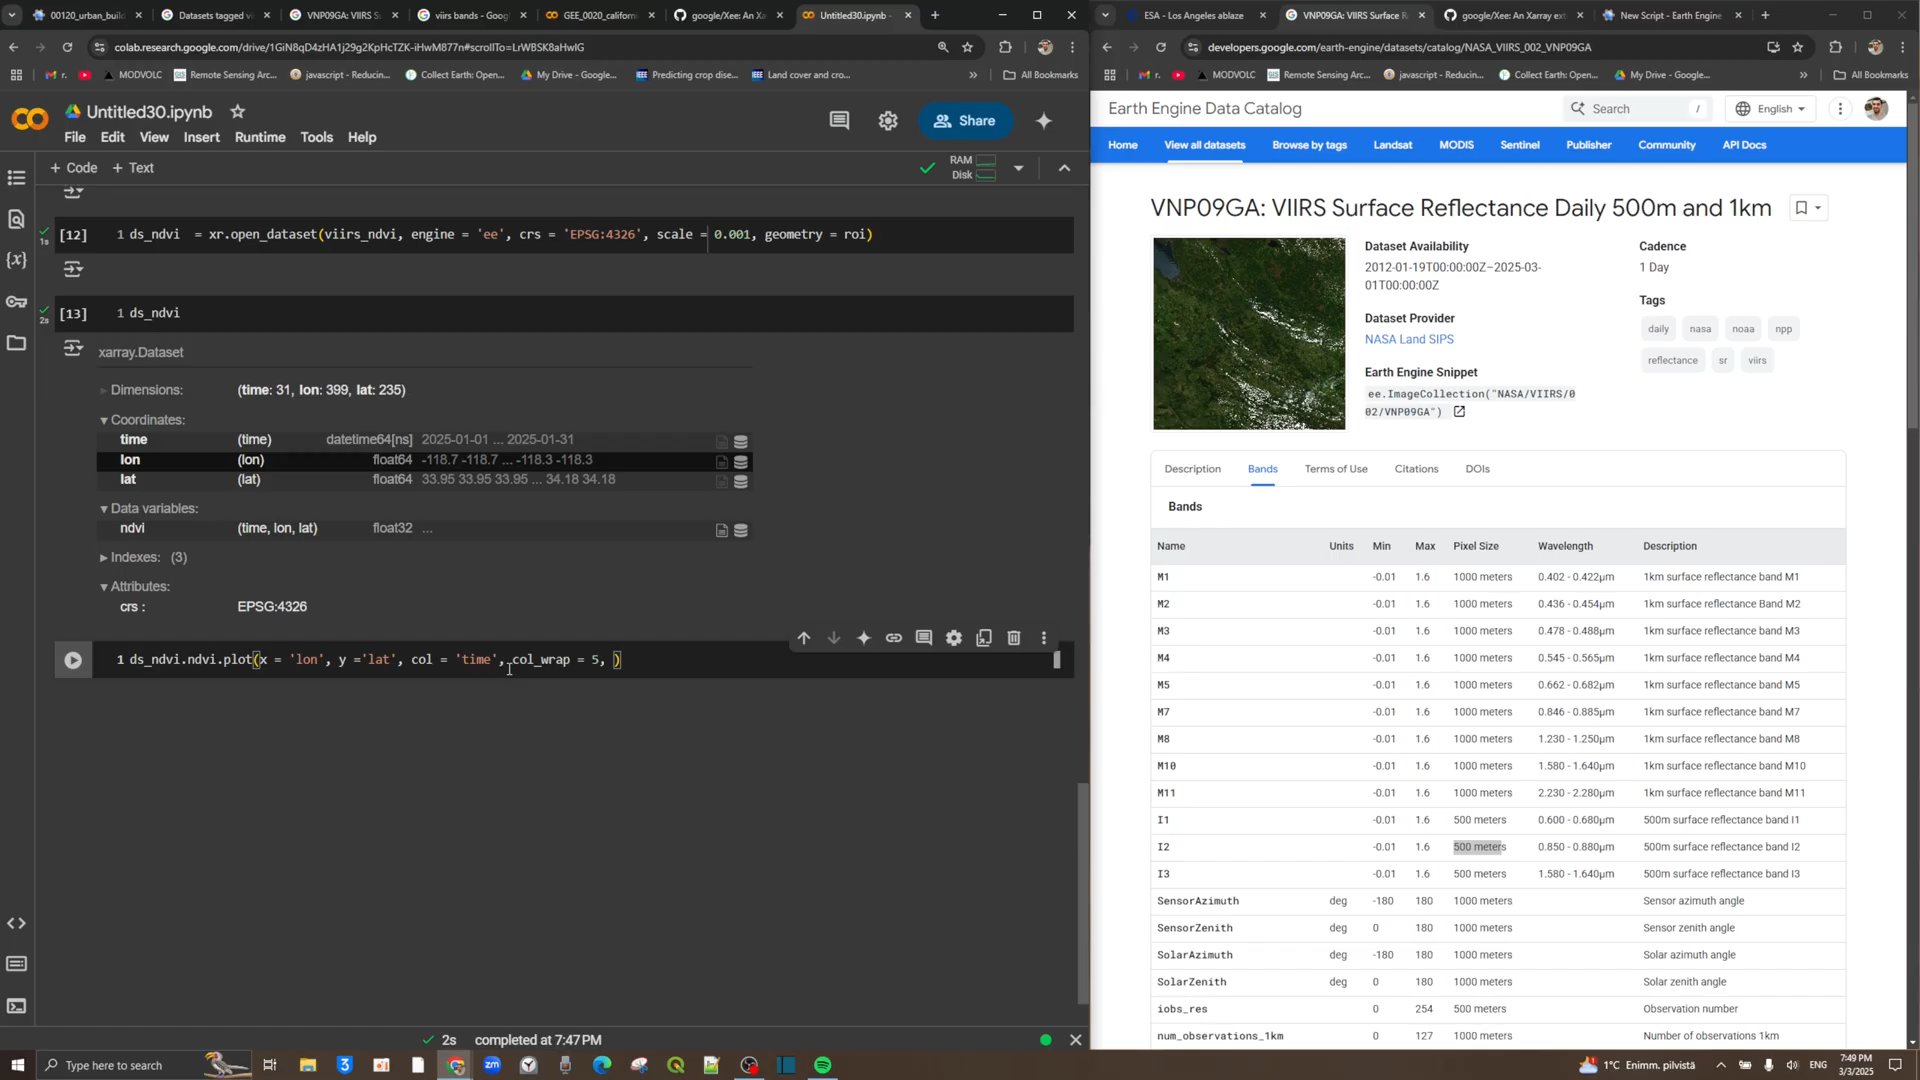 00120_urban_buil
Datasets tagged vi
VNP09GA: VIIRS S
viirs bands - Goog
GEE_0020_californi
google/Xee: An Xa
Untitled30.ipynb -
colab.research.google.com/drive/1GiN8qD4zHA1j29g2KpHcTZK-iHwM877n#scrollTo=LrWBSK8aHwIG
r.
MODVOLC
Remote Sensing Arc...
javascript - Reducin...
Collect Earth: Open...
My Drive - Google...
Predicting crop dise...
Land cover and cro...
»
All Bookmarks
Untitled30.ipynb
File Edit View Insert Runtime Tools Help
Share
+ Code + Text
RAM
Disk
[12] 1 ds_ndvi  = xr.open_dataset(viirs_ndvi, engine = 'ee', crs = 'EPSG:4326', scale = 0.001, geometry = roi)
1s
[13] 1 ds_ndvi
2s
xarray.Dataset
Dimensions: (time: 31, lon: 399, lat: 235)
Coordinates:
time (time) datetime64[ns] 2025-01-01 ... 2025-01-31
lon (lon) float64 -118.7 -118.7 ... -118.3 -118.3
lat (lat) float64 33.95 33.95 33.95 ... 34.18 34.18
Data variables:
ndvi (time, lon, lat) float32 ...
Indexes: (3)
Attributes:
crs : EPSG:4326
1 ds_ndvi.ndvi.plot(x = 'lon', y ='lat', col = 'time', col_wrap = 5, )
2s completed at 7:47PM
ESA - Los Angeles ablaze
VNP09GA: VIIRS Surface R
google/Xee: An Xarray ext
New Script - Earth Engine
developers.google.com/earth-engine/datasets/catalog/NASA_VIIRS_002_VNP09GA
r.
MODVOLC
Remote Sensing Arc...
javascript - Reducin...
Collect Earth: Open...
My Drive - Google...
»
All Bookmarks
Earth Engine Data Catalog
Search /
English
Home View all datasets Browse by tags Landsat MODIS Sentinel Publisher Community API Docs
VNP09GA: VIIRS Surface Reflectance Daily 500m and 1km
Dataset Availability
2012-01-19T00:00:00Z–2025-03-
01T00:00:00Z
Dataset Provider
NASA Land SIPS
Earth Engine Snippet
ee.ImageCollection("NASA/VIIRS/0
02/VNP09GA")
Cadence
1 Day
Tags
daily nasa noaa npp
reflectance sr viirs
Description Bands Terms of Use Citations DOIs
Bands
Name Units Min Max Pixel Size Wavelength Description
M1 -0.01 1.6 1000 meters 0.402 - 0.422μm 1km surface reflectance band M1
M2 -0.01 1.6 1000 meters 0.436 - 0.454μm 1km surface reflectance Band M2
M3 -0.01 1.6 1000 meters 0.478 - 0.488μm 1km surface reflectance band M3
M4 -0.01 1.6 1000 meters 0.545 - 0.565μm 1km surface reflectance band M4
M5 -0.01 1.6 1000 meters 0.662 - 0.682μm 1km surface reflectance band M5
M7 -0.01 1.6 1000 meters 0.846 - 0.885μm 1km surface reflectance band M7
M8 -0.01 1.6 1000 meters 1.230 - 1.250μm 1km surface reflectance band M8
M10 -0.01 1.6 1000 meters 1.580 - 1.640μm 1km surface reflectance band M10
M11 -0.01 1.6 1000 meters 2.230 - 2.280μm 1km surface reflectance band M11
I1 -0.01 1.6 500 meters 0.600 - 0.680μm 500m surface reflectance band I1
I2 -0.01 1.6 500 meters 0.850 - 0.880μm 500m surface reflectance band I2
I3 -0.01 1.6 500 meters 1.580 - 1.640μm 500m surface reflectance band I3
SensorAzimuth deg -180 180 1000 meters Sensor azimuth angle
SensorZenith deg 0 180 1000 meters Sensor zenith angle
SolarAzimuth deg -180 180 1000 meters Solar azimuth angle
SolarZenith deg 0 180 1000 meters Solar zenith angle
iobs_res 0 254 500 meters Observation number
num_observations_1km 0 127 1000 meters Number of observations 1km
Type here to search
1°C Enimm. pilvistä
ENG
7:49 PM
3/3/2025